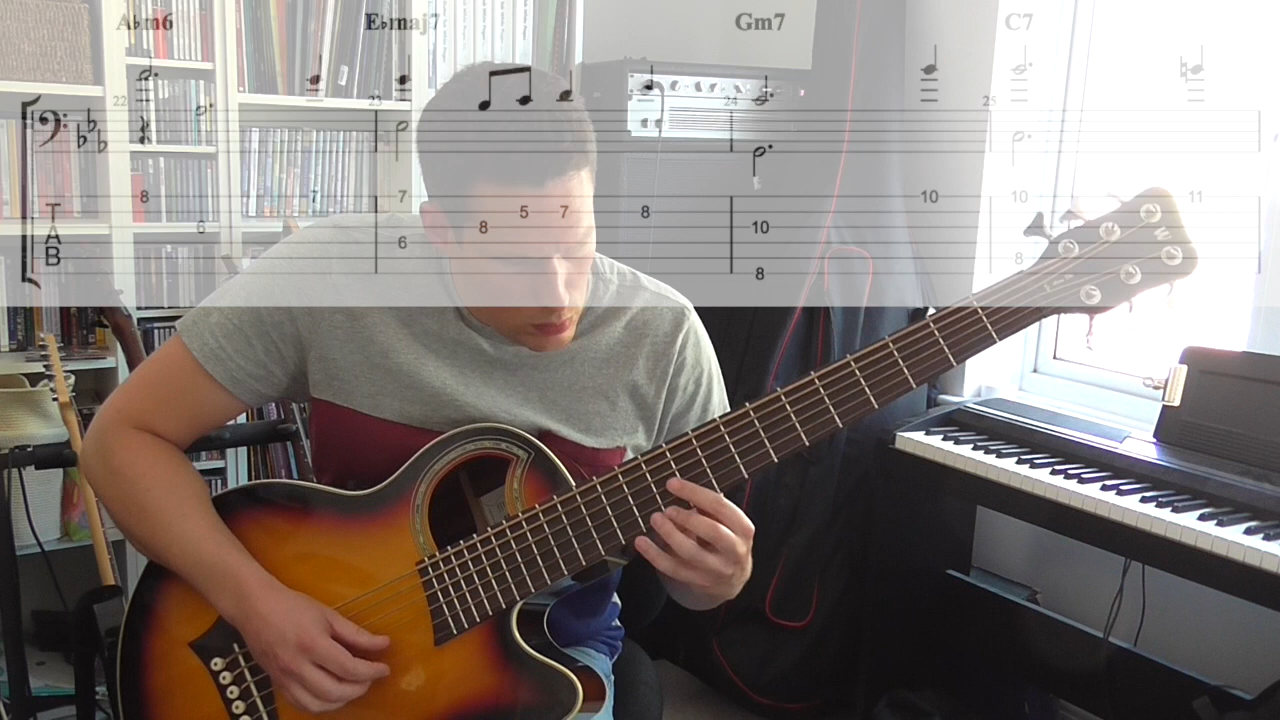 A♭m6 E♭maj7 Gm7 C7
22 23 24 25
T
A
B
8 7 7 10 10 11
5 7 8
6 8 10
6 8
8
W